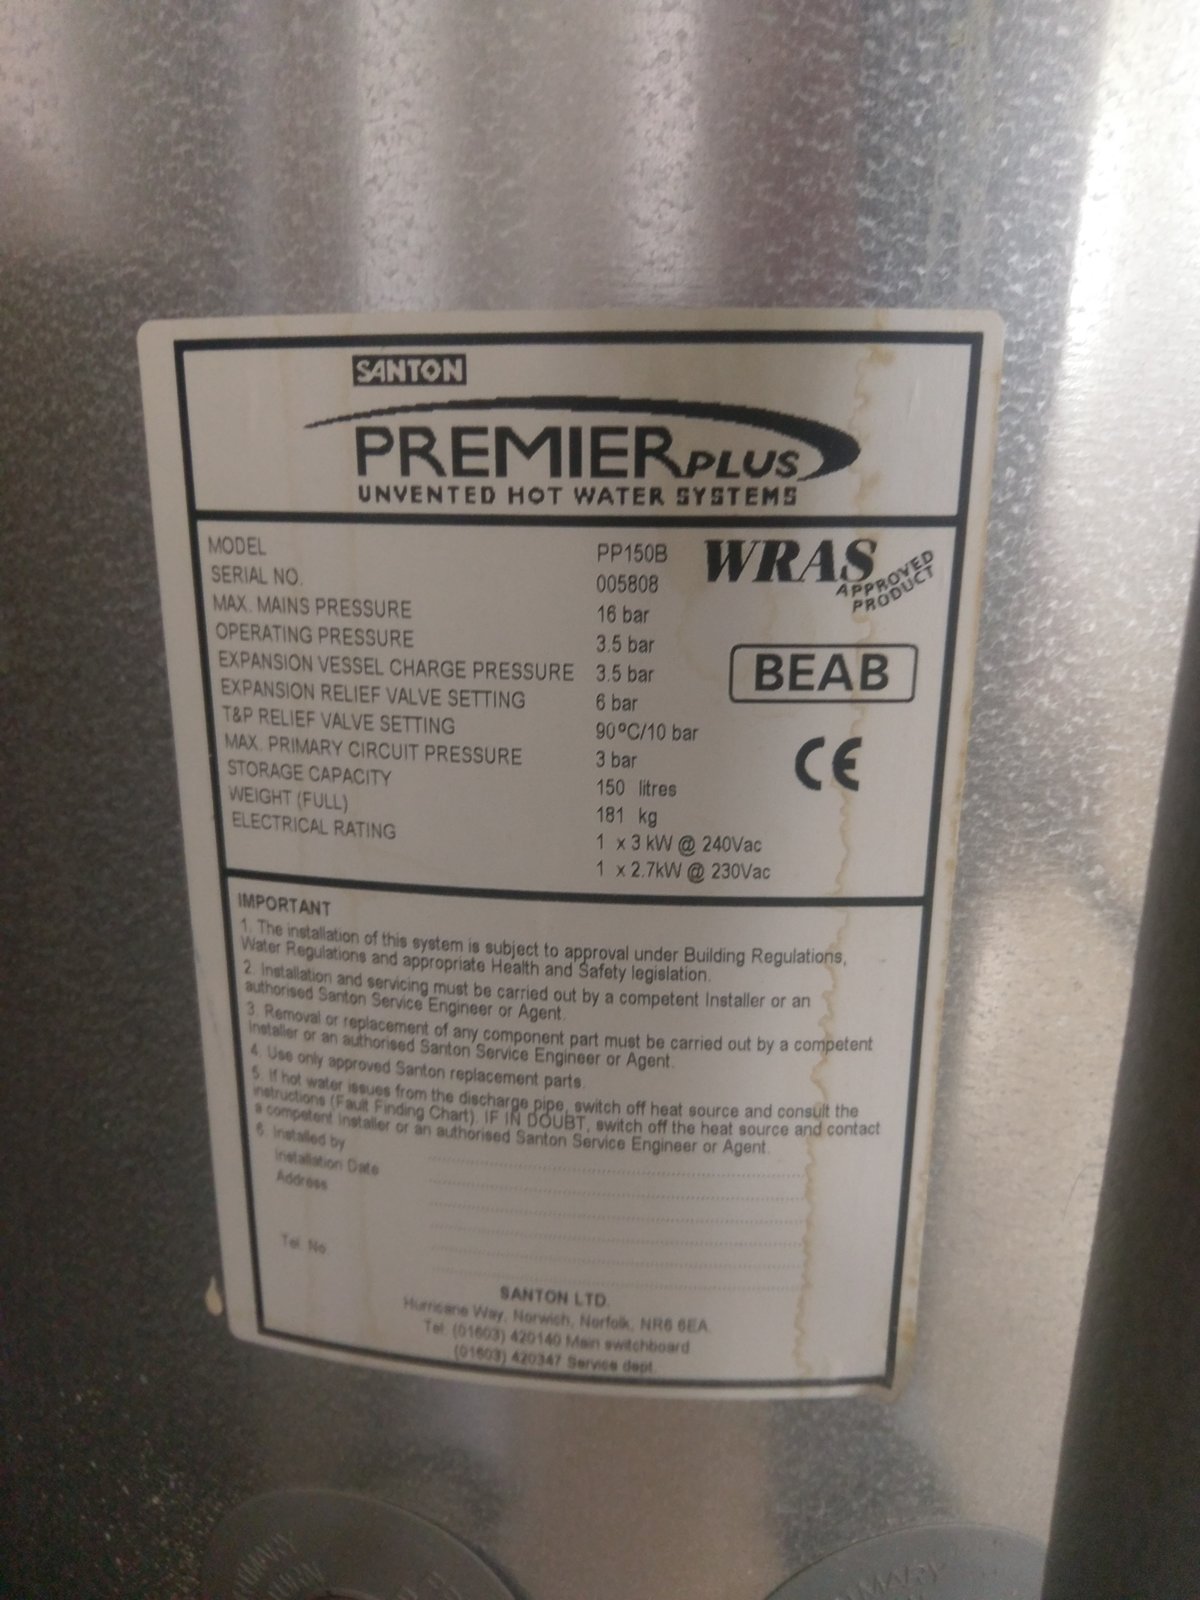 SANTON
PREMIER PLUS
UNVENTED HOT WATER SYSTEMS
MODEL PP150B
SERIAL NO. 005808
MAX. MAINS PRESSURE 16 bar
OPERATING PRESSURE 3.5 bar
EXPANSION VESSEL CHARGE PRESSURE 3.5 bar
EXPANSION RELIEF VALVE SETTING 6 bar
T&P RELIEF VALVE SETTING 90ºC/10 bar
MAX. PRIMARY CIRCUIT PRESSURE 3 bar
STORAGE CAPACITY 150 litres
WEIGHT (FULL) 181 kg
ELECTRICAL RATING 1 x 3 kW @ 240Vac
1 x 2.7kW @ 230Vac
WRAS
APPROVED
PRODUCT
BEAB
CE
IMPORTANT
1. The installation of this system is subject to approval under Building Regulations,
Water Regulations and appropriate Health and Safety legislation.
2. Installation and servicing must be carried out by a competent Installer or an
authorised Santon Service Engineer or Agent.
3. Removal or replacement of any component part must be carried out by a competent
Installer or an authorised Santon Service Engineer or Agent.
4. Use only approved Santon replacement parts.
5. If hot water issues from the discharge pipe, switch off heat source and consult the
instructions (Fault Finding Chart). IF IN DOUBT, switch off the heat source and contact
a competent Installer or an authorised Santon Service Engineer or Agent.
6. Installed by
Installation Date
Address
Tel. No
SANTON LTD.
Hurricane Way, Norwich, Norfolk, NR6 6EA
Tel: (01603) 420140 Main switchboard
(01603) 420347 Service dept.